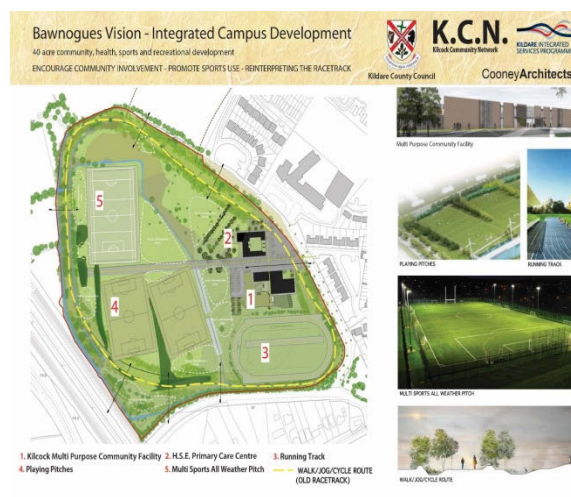 Bawnogues Vision - Integrated Campus Development
40 acre community, health, sports and recreational development
ENCOURAGE COMMUNITY INVOLVEMENT - PROMOTE SPORTS USE - REINTERPRETING THE RACETRACK
Kildare County Council
K.C.N.
Kilcock Community Network
KILDARE INTEGRATED
SERVICES PROGRAMME
CooneyArchitects
Multi Purpose Community Facility
PLAYING PITCHES
RUNNING TRACK
MULTI SPORTS ALL WEATHER PITCH
WALK/JOG/CYCLE ROUTE
5
2
4
1
3
1. Kilcock Multi Purpose Community Facility 2. H.S.E. Primary Care Centre 3. Running Track
4. Playing Pitches 5. Multi Sports All Weather Pitch WALK/JOG/CYCLE ROUTE
(OLD RACETRACK)